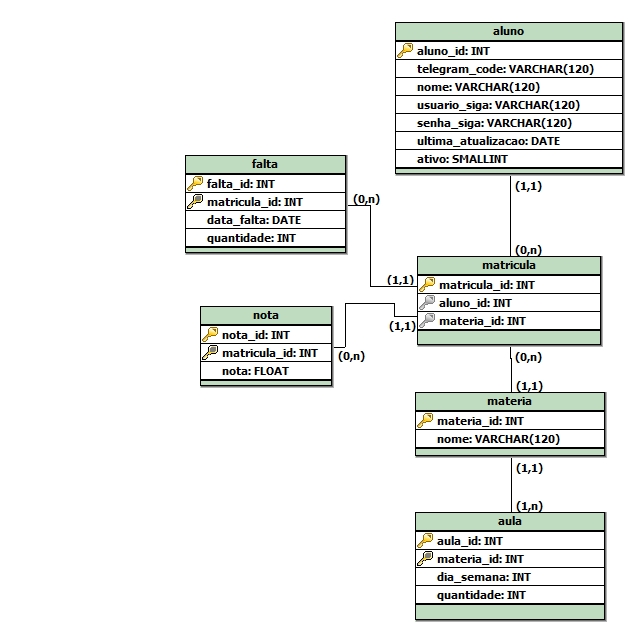 aluno
aluno_id: INT
telegram_code: VARCHAR(120)
nome: VARCHAR(120)
usuario_siga: VARCHAR(120)
senha_siga: VARCHAR(120)
ultima_atualizacao: DATE
ativo: SMALLINT
(1,1)
(0,n)
falta
falta_id: INT
matricula_id: INT
data_falta: DATE
quantidade: INT
(0,n)
(1,1)
matricula
matricula_id: INT
aluno_id: INT
materia_id: INT
(0,n)
(1,1)
nota
nota_id: INT
matricula_id: INT
nota: FLOAT
(0,n)
(1,1)
materia
materia_id: INT
nome: VARCHAR(120)
(1,1)
(1,n)
aula
aula_id: INT
materia_id: INT
dia_semana: INT
quantidade: INT